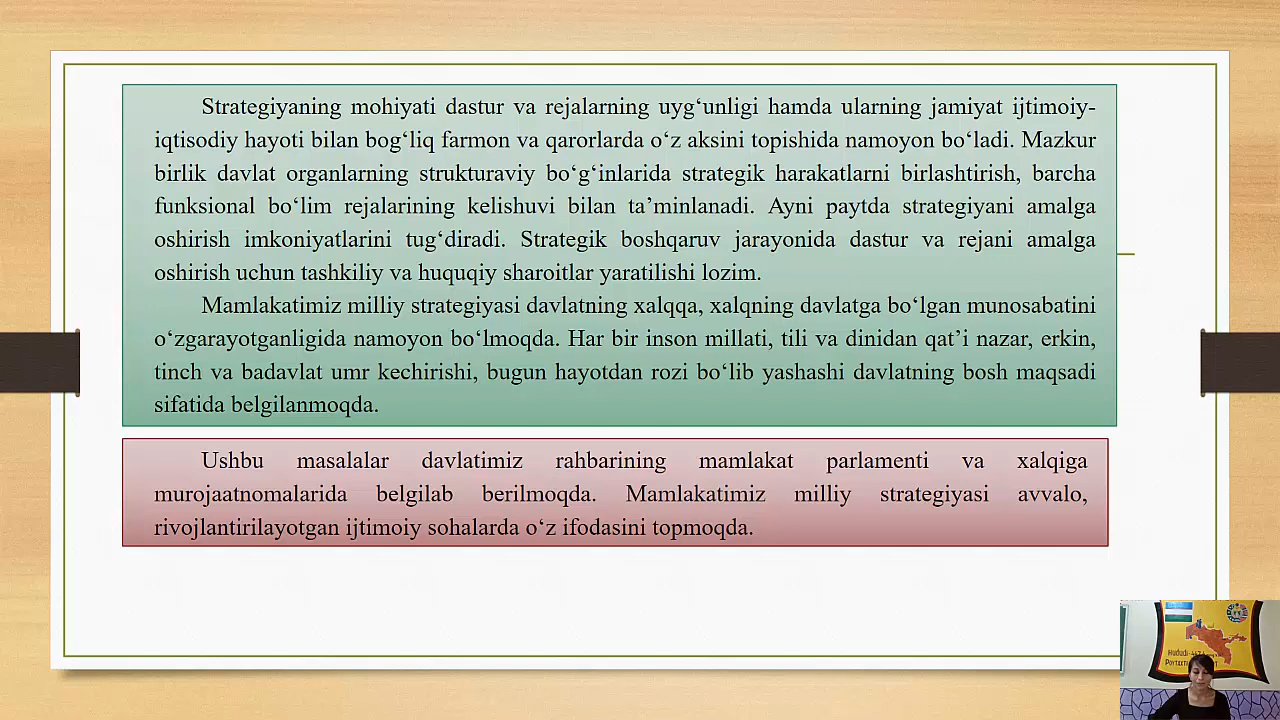 Strategiyaning mohiyati dastur va rejalarning uyg‘unligi hamda ularning jamiyat ijtimoiy-
iqtisodiy hayoti bilan bog‘liq farmon va qarorlarda o‘z aksini topishida namoyon bo‘ladi. Mazkur
birlik davlat organlarning strukturaviy bo‘g‘inlarida strategik harakatlarni birlashtirish, barcha
funksional bo‘lim rejalarining kelishuvi bilan ta’minlanadi. Ayni paytda strategiyani amalga
oshirish imkoniyatlarini tug‘diradi. Strategik boshqaruv jarayonida dastur va rejani amalga
oshirish uchun tashkiliy va huquqiy sharoitlar yaratilishi lozim.
Mamlakatimiz milliy strategiyasi davlatning xalqqa, xalqning davlatga bo‘lgan munosabatini
o‘zgarayotganligida namoyon bo‘lmoqda. Har bir inson millati, tili va dinidan qat’i nazar, erkin,
tinch va badavlat umr kechirishi, bugun hayotdan rozi bo‘lib yashashi davlatning bosh maqsadi
sifatida belgilanmoqda.
Ushbu masalalar davlatimiz rahbarining mamlakat parlamenti va xalqiga
murojaatnomalarida belgilab berilmoqda. Mamlakatimiz milliy strategiyasi avvalo,
rivojlantirilayotgan ijtimoiy sohalarda o‘z ifodasini topmoqda.